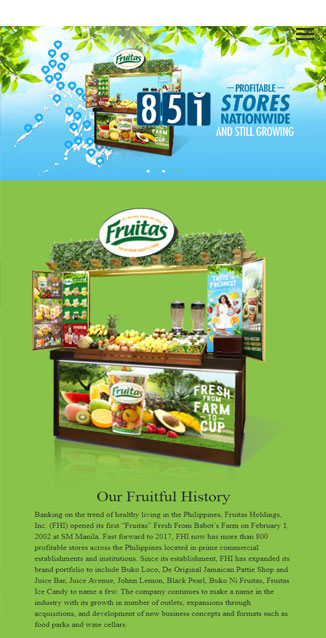 Fruitas
PROFITABLE
851
STORES
NATIONWIDE
AND STILL GROWING
Fruitas
TASTE THE
FRESHNESS!
Fruitas
FRESH
FROM
FARM
TO
CUP
Our Fruitful History
Banking on the trend of healthy living in the Philippines, Fruitas Holdings,
Inc. (FHI) opened its first “Fruitas” Fresh From Babot’s Farm on February 1,
2002 at SM Manila. Fast forward to 2017, FHI now has more than 800
profitable stores across the Philippines located in prime commercial
establishments and institutions. Since its establishment, FHI has expanded its
brand portfolio to include Buko Loco, De Original Jamaican Pattie Shop and
Juice Bar, Juice Avenue, Johnn Lemon, Black Pearl, Buko Ni Fruitas, Fruitas
Ice Candy to name a few. The company continues to make a name in the
industry with its growth in number of outlets, expansions through
acquisitions, and development of new business concepts and formats such as
food parks and wine cellars.